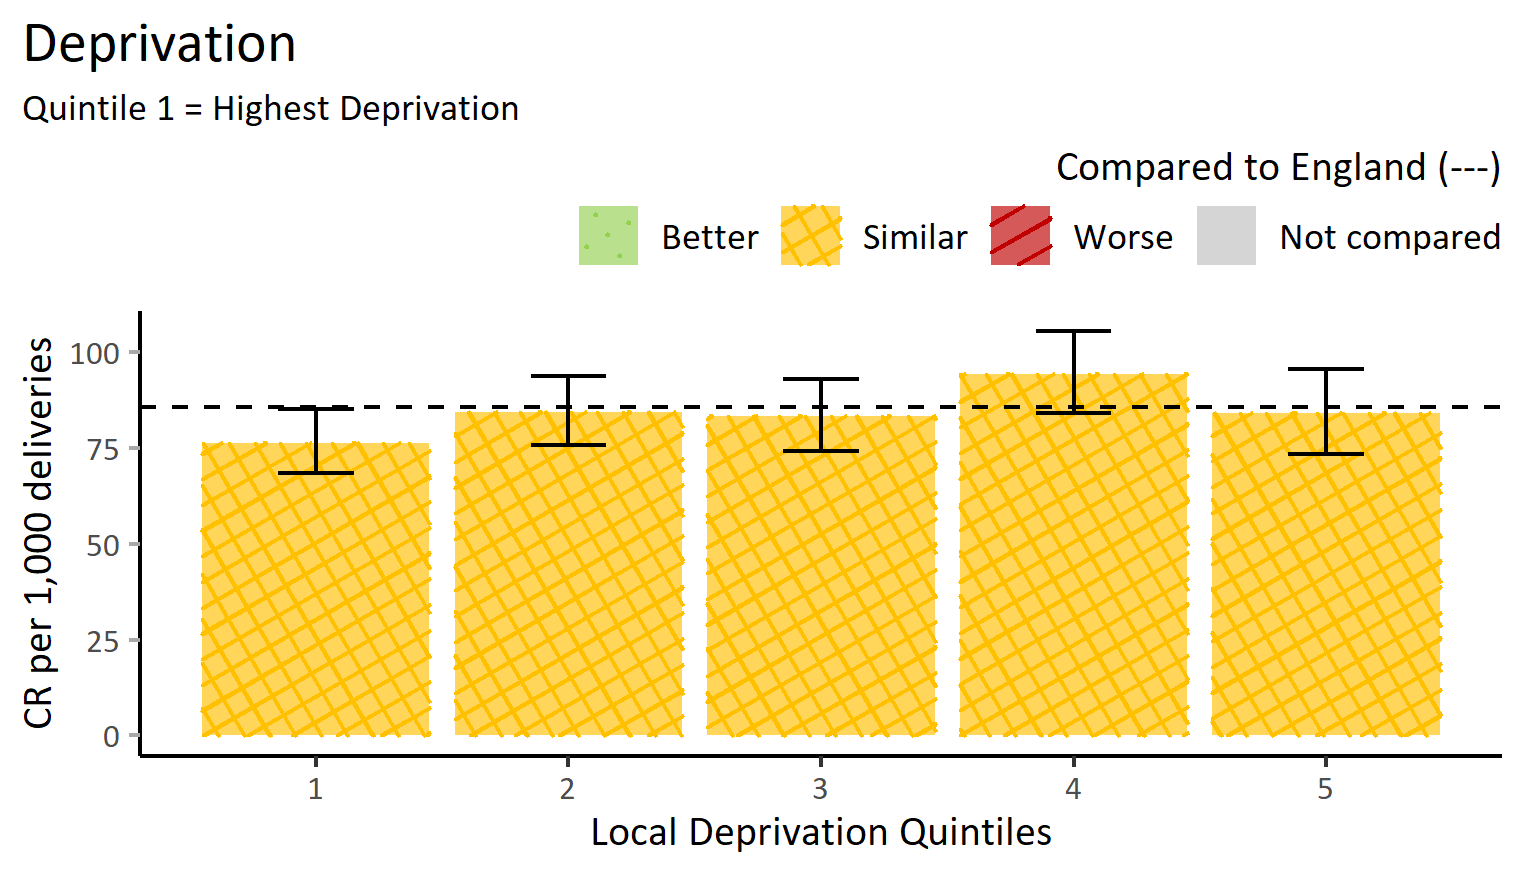 Deprivation
Quintile 1 = Highest Deprivation
Compared to England (---)
Better Similar Worse Not compared
CR per 1,000 deliveries
100
75
50
25
0
1 2 3 4 5
Local Deprivation Quintiles